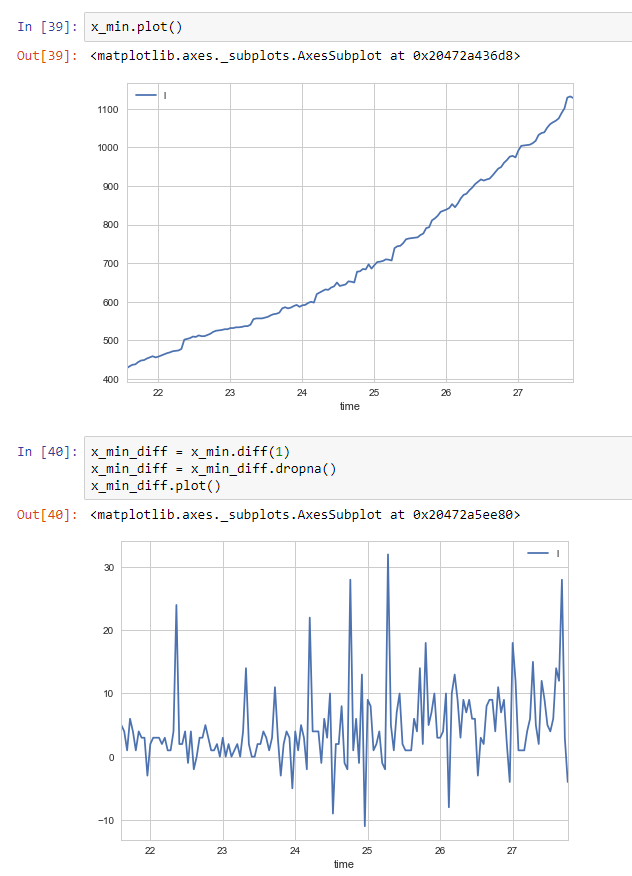 In [39]: x_min.plot()
Out[39]: <matplotlib.axes._subplots.AxesSubplot at 0x20472a436d8>
l
1100
1000
900
800
700
600
500
400
22 23 24 25 26 27
time
In [40]: x_min_diff = x_min.diff(1)
x_min_diff = x_min_diff.dropna()
x_min_diff.plot()
Out[40]: <matplotlib.axes._subplots.AxesSubplot at 0x20472a5ee80>
l
30
20
10
0
−10
22 23 24 25 26 27
time